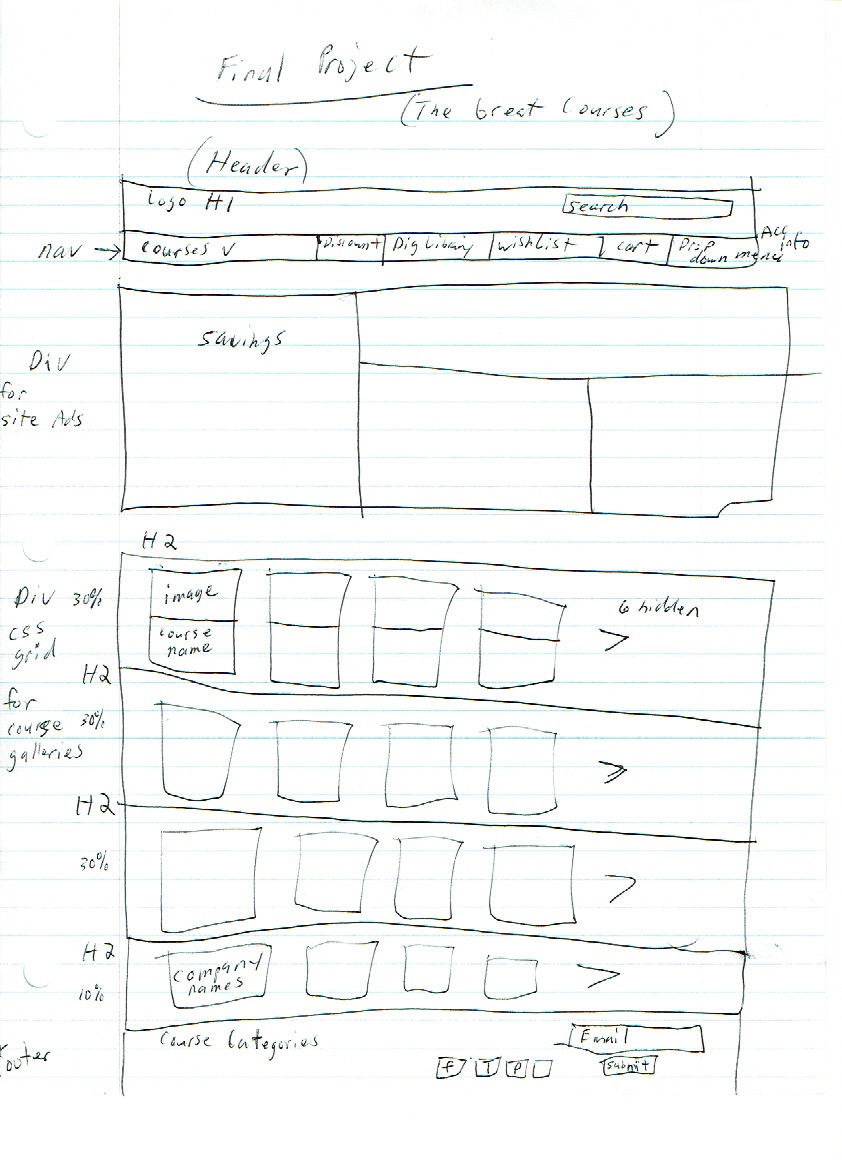 Final Project
(The Great Courses)
(Header)
Logo H1
search
nav → courses v
Discount
Dig Library
wishlist
cart
Drop down menu
Acc info
Div
for
site Ads
savings
H2
Div
css
grid
for
course
galleries
30%
image
course
name
6 hidden
>
H2
30%
>
H2
30%
>
H2
10%
company
names
>
Footer
Course Categories
Email
submit
f T P